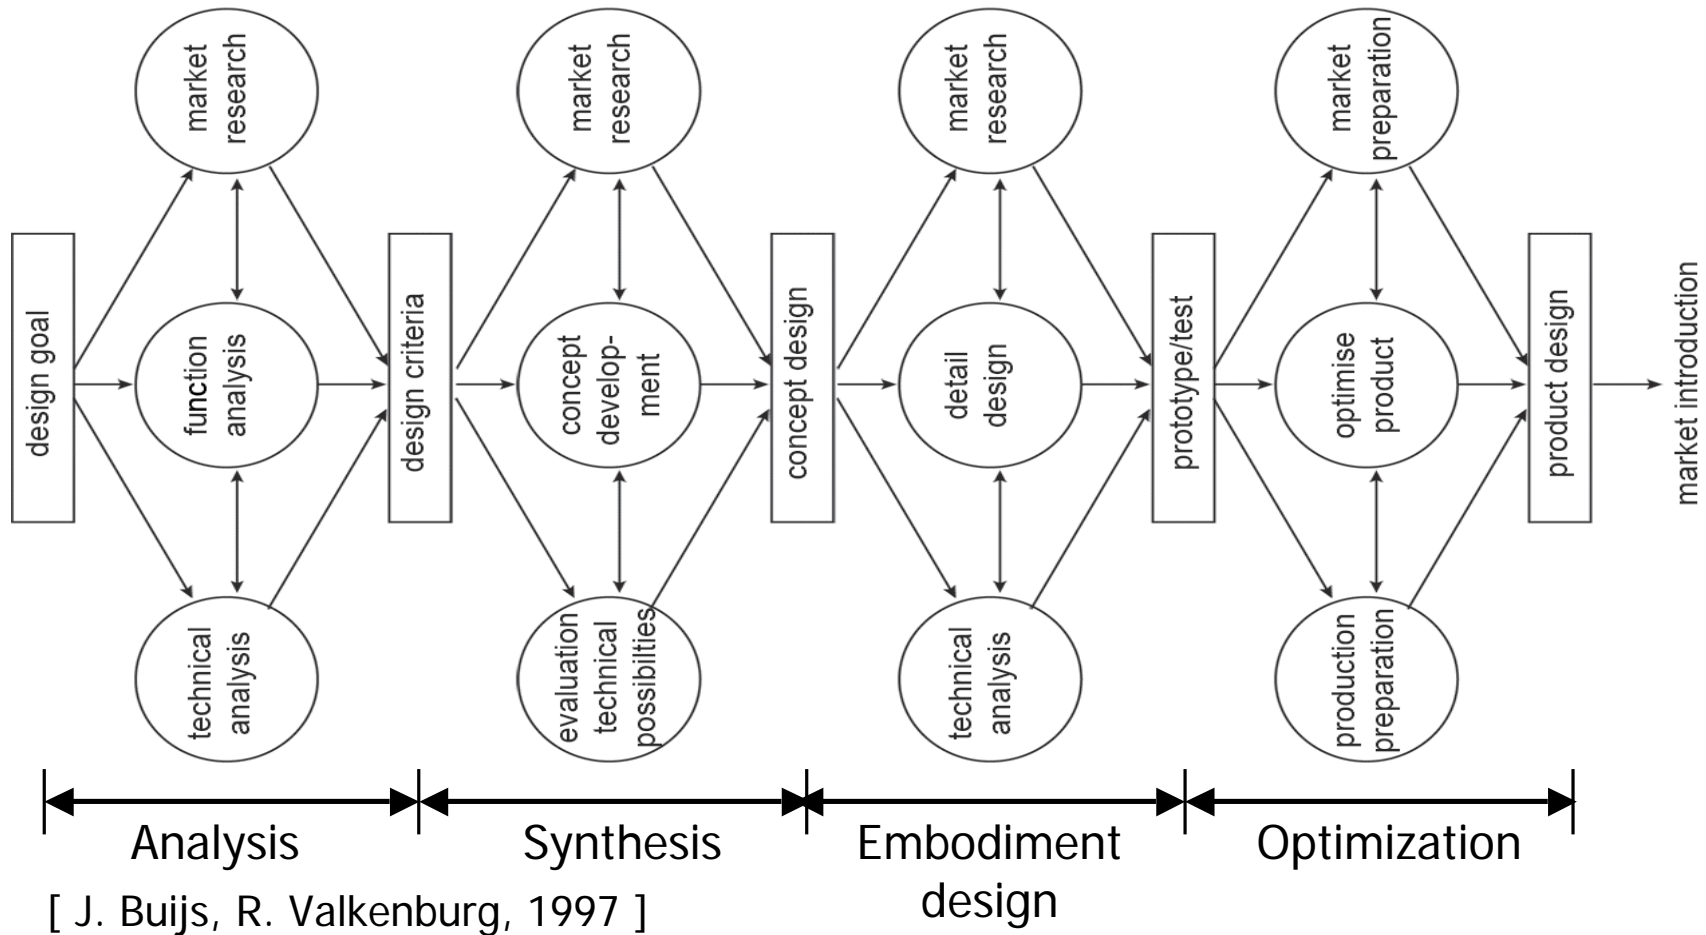 design goal
market
research
function
analysis
technical
analysis
design criteria
market
research
concept
develop-
ment
evaluation
technical
possibilties
concept design
market
research
detail
design
technical
analysis
prototype/test
market
preparation
optimise
product
production
preparation
product design
market introduction
Analysis
Synthesis
Embodiment
design
Optimization
[ J. Buijs, R. Valkenburg, 1997 ]